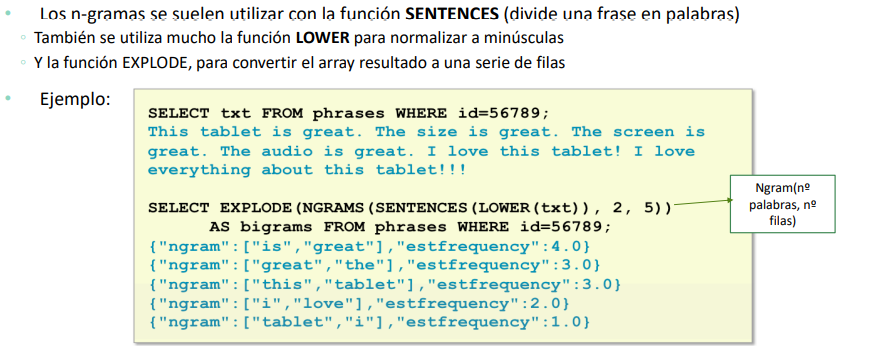 • Los n-gramas se suelen utilizar con la función SENTENCES (divide una frase en palabras)
◦ También se utiliza mucho la función LOWER para normalizar a minúsculas
◦ Y la función EXPLODE, para convertir el array resultado a una serie de filas
• Ejemplo:
SELECT txt FROM phrases WHERE id=56789;
This tablet is great. The size is great. The screen is
great. The audio is great. I love this tablet! I love
everything about this tablet!!!
SELECT EXPLODE(NGRAMS(SENTENCES(LOWER(txt)), 2, 5))
AS bigrams FROM phrases WHERE id=56789;
{"ngram":["is","great"],"estfrequency":4.0}
{"ngram":["great","the"],"estfrequency":3.0}
{"ngram":["this","tablet"],"estfrequency":3.0}
{"ngram":["i","love"],"estfrequency":2.0}
{"ngram":["tablet","i"],"estfrequency":1.0}
Ngram(nº
palabras, nº
filas)